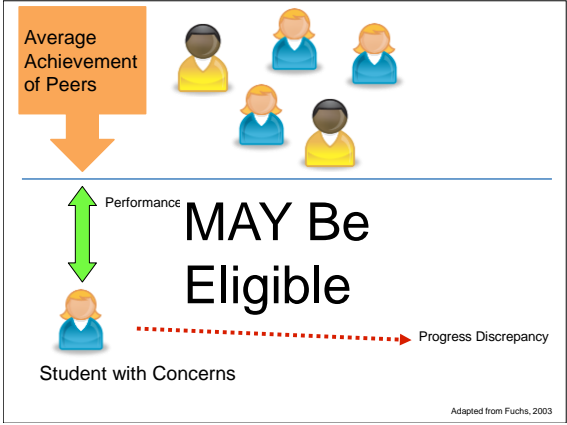 Average
Achievement
of Peers
Performance
MAY Be
Eligible
Progress Discrepancy
Student with Concerns
Adapted from Fuchs, 2003